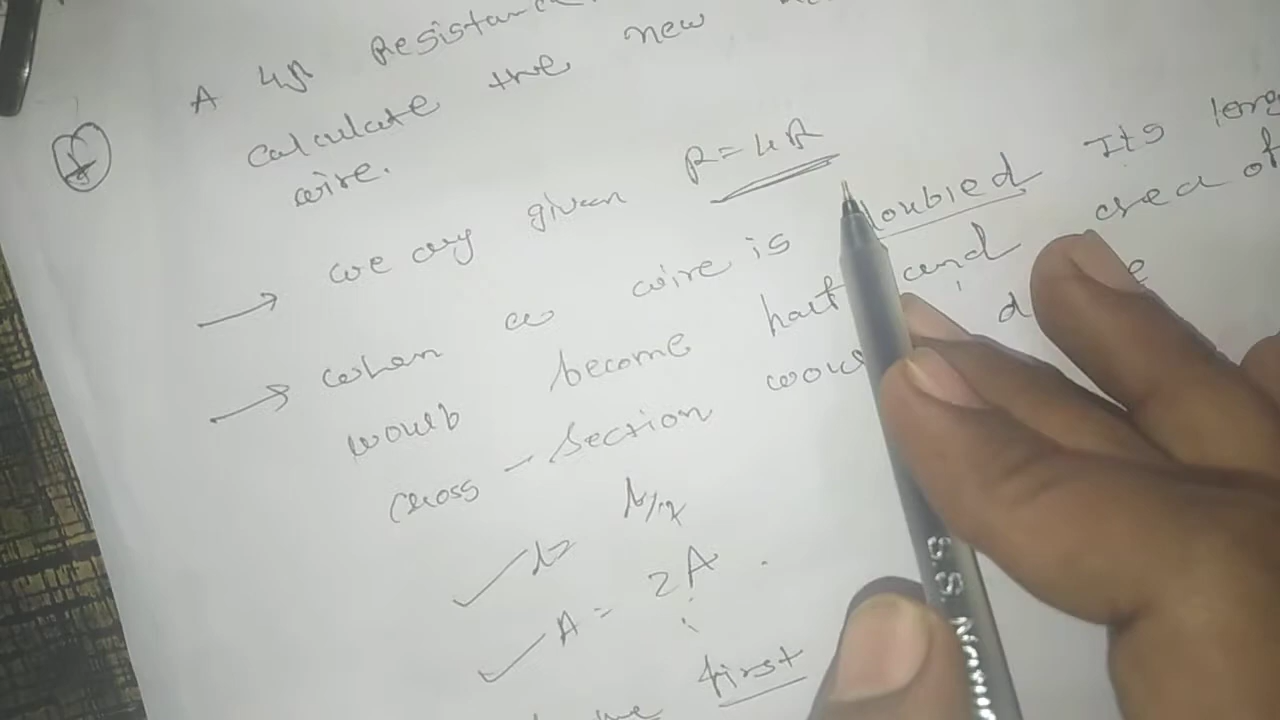 A 4Ω Resistance
Calculate the new
wire.
→ we are given R = 4Ω
→ when a wire is doubled Its leng
would become half and area of
cross-section would
✓ l = l/2
✓ A = 2A
first
S.S.